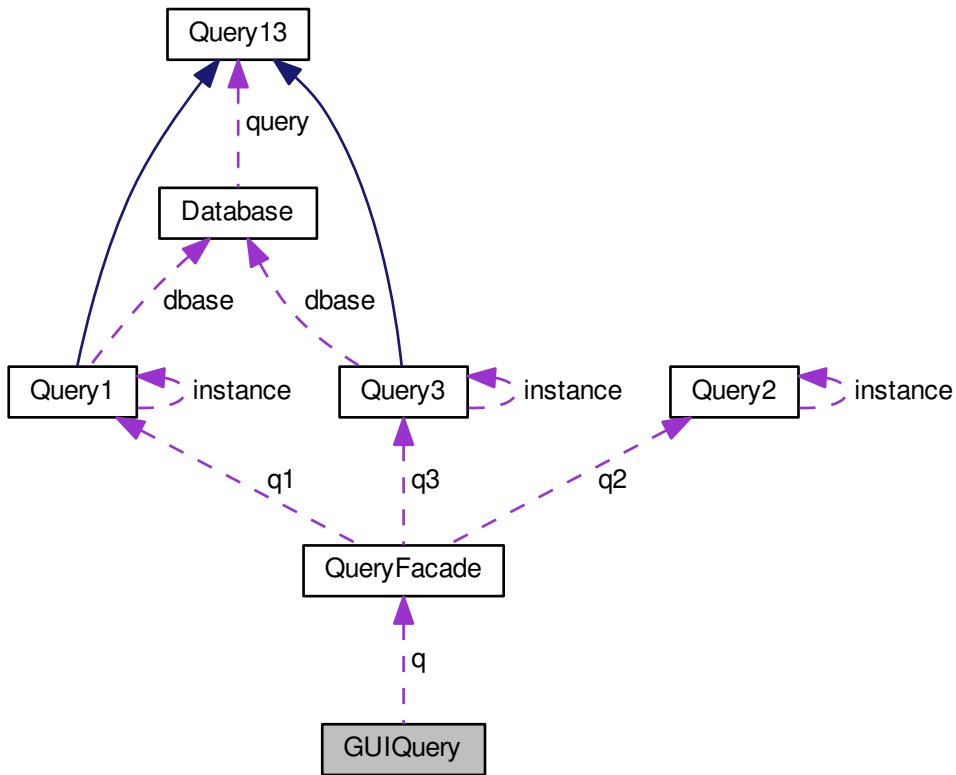 Query13
query
Database
dbase
dbase
Query1
instance
Query3
instance
Query2
instance
q1
q3
q2
QueryFacade
q
GUIQuery